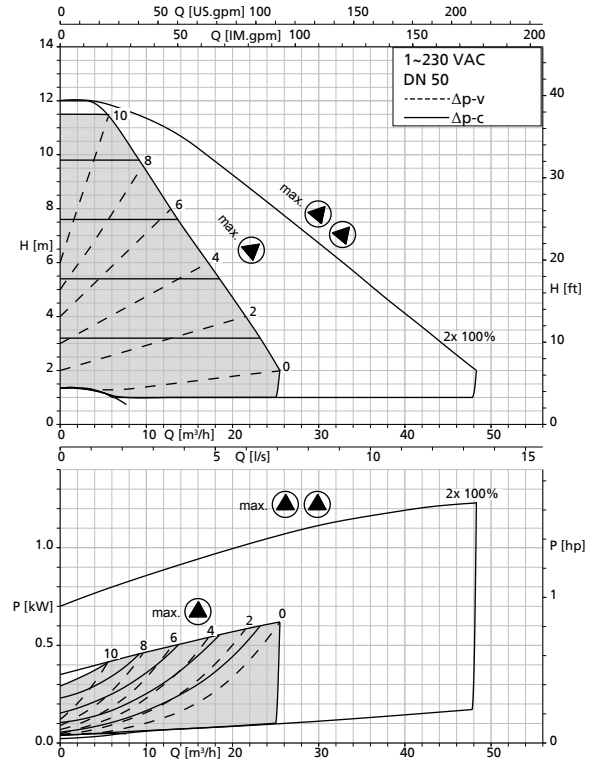 0 50 Q [US.gpm] 100 150 200
0 50 Q [IM.gpm] 100 150 200
14
1~230 VAC
DN 50
Δp-v
Δp-c
12
40
10
10
8
30
max.
8
6
max.
H [m]
6
4
20
H [ft]
4
2
10
2x 100%
2
0
0
0
0 10 Q [m³/h] 20 30 40 50
0 5 Q [l/s] 10 15
2x 100%
max.
1.0
P [hp]
1
P [kW]
max.
0.5
10 8 6 4 2 0
0.0
0
0 10 Q [m³/h] 20 30 40 50